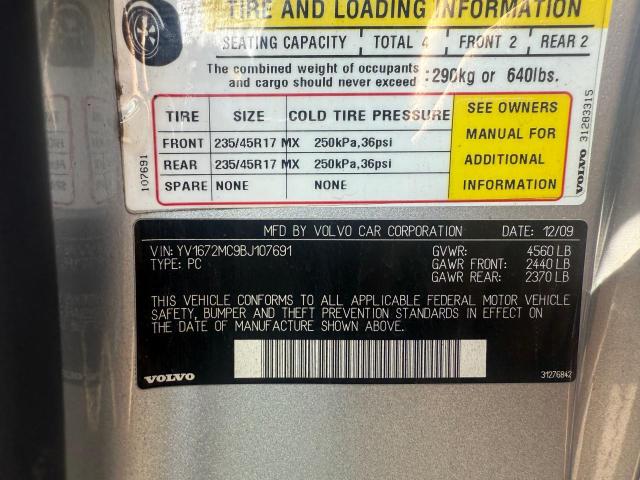 TIRE AND LOADING INFORMATION
SEATING CAPACITY TOTAL 4 FRONT 2 REAR 2
The combined weight of occupants and cargo should never exceed : 290kg or 640lbs.
TIRE SIZE COLD TIRE PRESSURE
FRONT 235/45R17 MX 250kPa,36psi
REAR 235/45R17 MX 250kPa,36psi
SPARE NONE NONE
SEE OWNERS
MANUAL FOR
ADDITIONAL
INFORMATION
107691
VOLVO 31283315
MFD BY VOLVO CAR CORPORATION DATE: 12/09
VIN: YV1672MC9BJ107691 GVWR: 4560 LB
TYPE: PC GAWR FRONT: 2440 LB
GAWR REAR: 2370 LB
THIS VEHICLE CONFORMS TO ALL APPLICABLE FEDERAL MOTOR VEHICLE
SAFETY, BUMPER AND THEFT PREVENTION STANDARDS IN EFFECT ON
THE DATE OF MANUFACTURE SHOWN ABOVE.
VOLVO 31276842